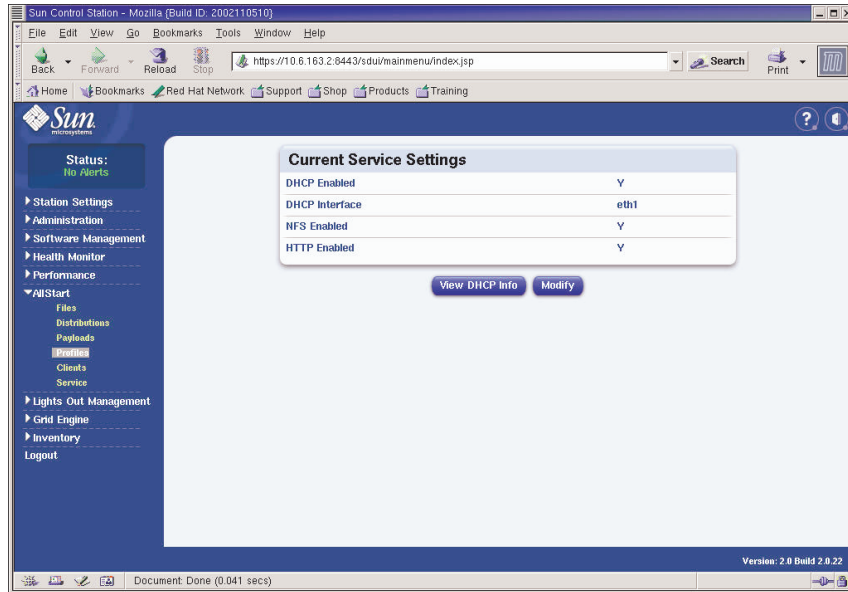 Sun Control Station - Mozilla {Build ID: 2002110510}
File Edit View Go Bookmarks Tools Window Help
Back Forward Reload Stop https://10.6.163.2:8443/sdui/mainmenu/index.jsp Search Print
Home Bookmarks Red Hat Network Support Shop Products Training
Sun
microsystems
Status:
No Alerts
Station Settings
Administration
Software Management
Health Monitor
Performance
AllStart
Files
Distributions
Payloads
Profiles
Clients
Service
Lights Out Management
Grid Engine
Inventory
Logout
Current Service Settings
DHCP Enabled Y
DHCP Interface eth1
NFS Enabled Y
HTTP Enabled Y
View DHCP Info Modify
Version: 2.0 Build 2.0.22
Document: Done (0.041 secs)